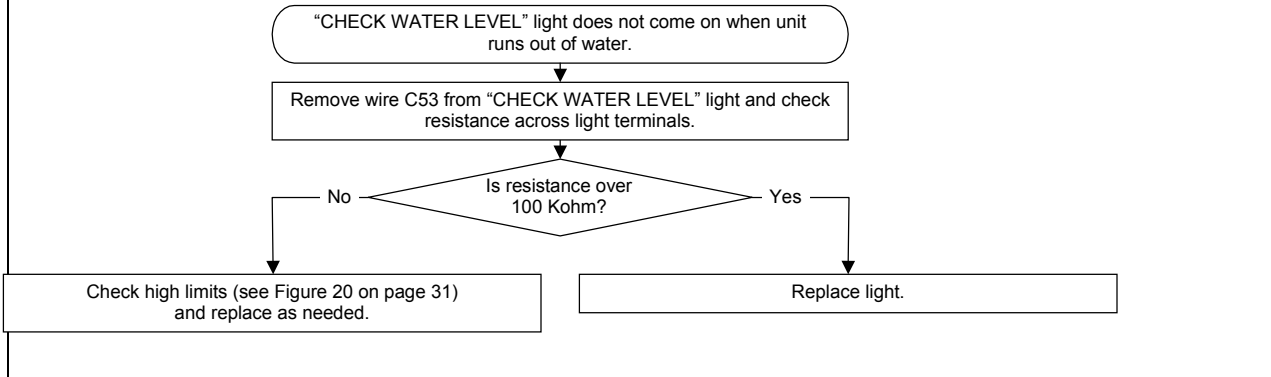 “CHECK WATER LEVEL” light does not come on when unit
runs out of water.
Remove wire C53 from “CHECK WATER LEVEL” light and check
resistance across light terminals.
Is resistance over
100 Kohm?
No
Yes
Check high limits (see Figure 20 on page 31)
and replace as needed.
Replace light.